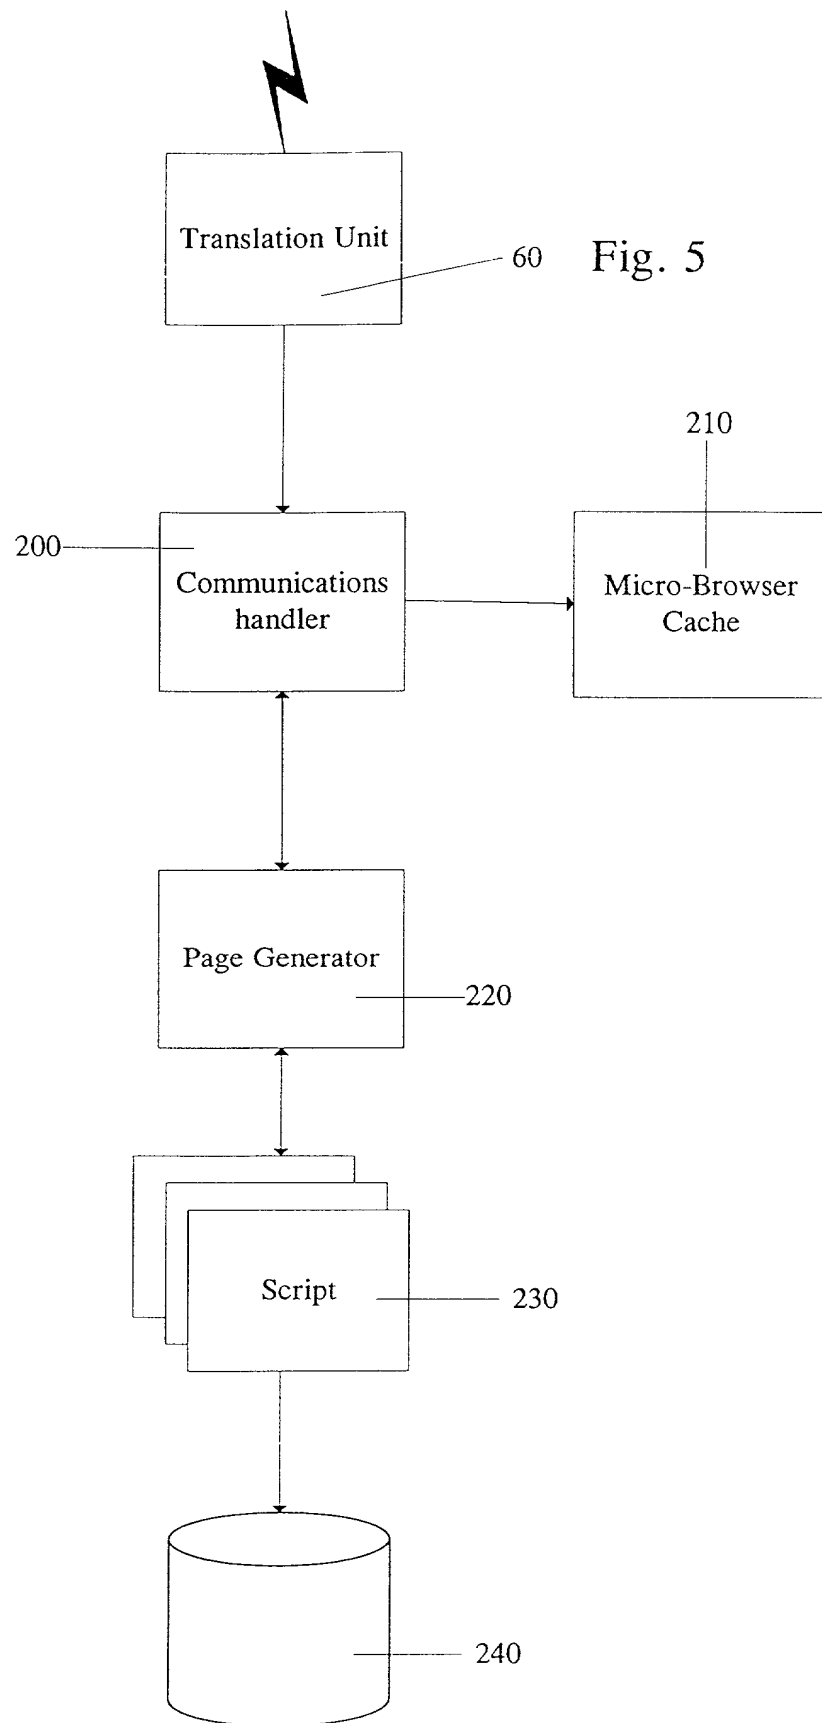 Translation Unit
60
Fig. 5
210
200
Communications
handler
Micro-Browser
Cache
Page Generator
220
Script
230
240